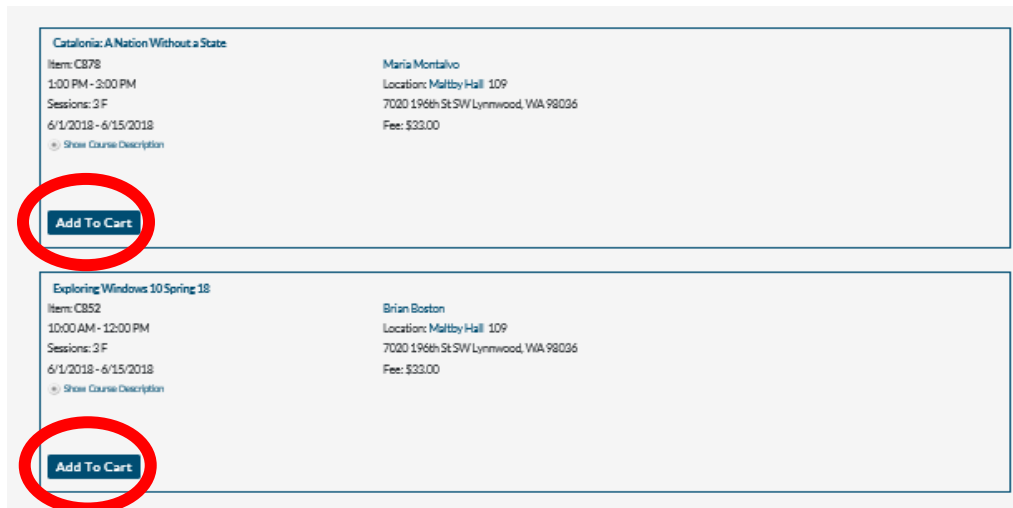 Catalonia: A Nation Without a State
Item: C878
Maria Montalvo
1:00 PM - 3:00 PM
Location: Maltby Hall 109
Sessions: 3 F
7020 196th St SW Lynnwood, WA 98036
6/1/2018 - 6/15/2018
Fee: $33.00
Show Course Description
Add To Cart
Exploring Windows 10 Spring 18
Item: C852
Brian Boston
10:00 AM - 12:00 PM
Location: Maltby Hall 109
Sessions: 3 F
7020 196th St SW Lynnwood, WA 98036
6/1/2018 - 6/15/2018
Fee: $33.00
Show Course Description
Add To Cart